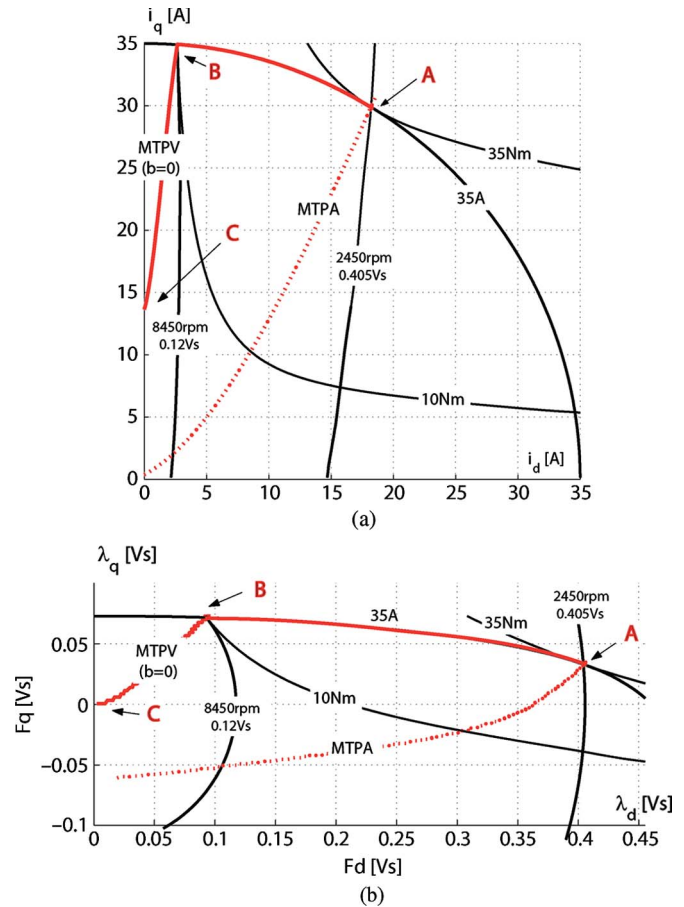 i_q [A]
35
30
25
20
15
10
5
0
B
A
MTPV
(b=0)
C
MTPA
35Nm
35A
2450rpm
0.405Vs
8450rpm
0.12Vs
10Nm
i_d [A]
0 5 10 15 20 25 30 35
(a)
λ_q [Vs]
B
2450rpm
0.405Vs
35A
35Nm
A
0.05
0
−0.05
−0.1
Fq [Vs]
MTPV
(b=0)
C
8450rpm
0.12Vs
10Nm
MTPA
λ_d [Vs]
0 0.05 0.1 0.15 0.2 0.25 0.3 0.35 0.4 0.45
Fd [Vs]
(b)